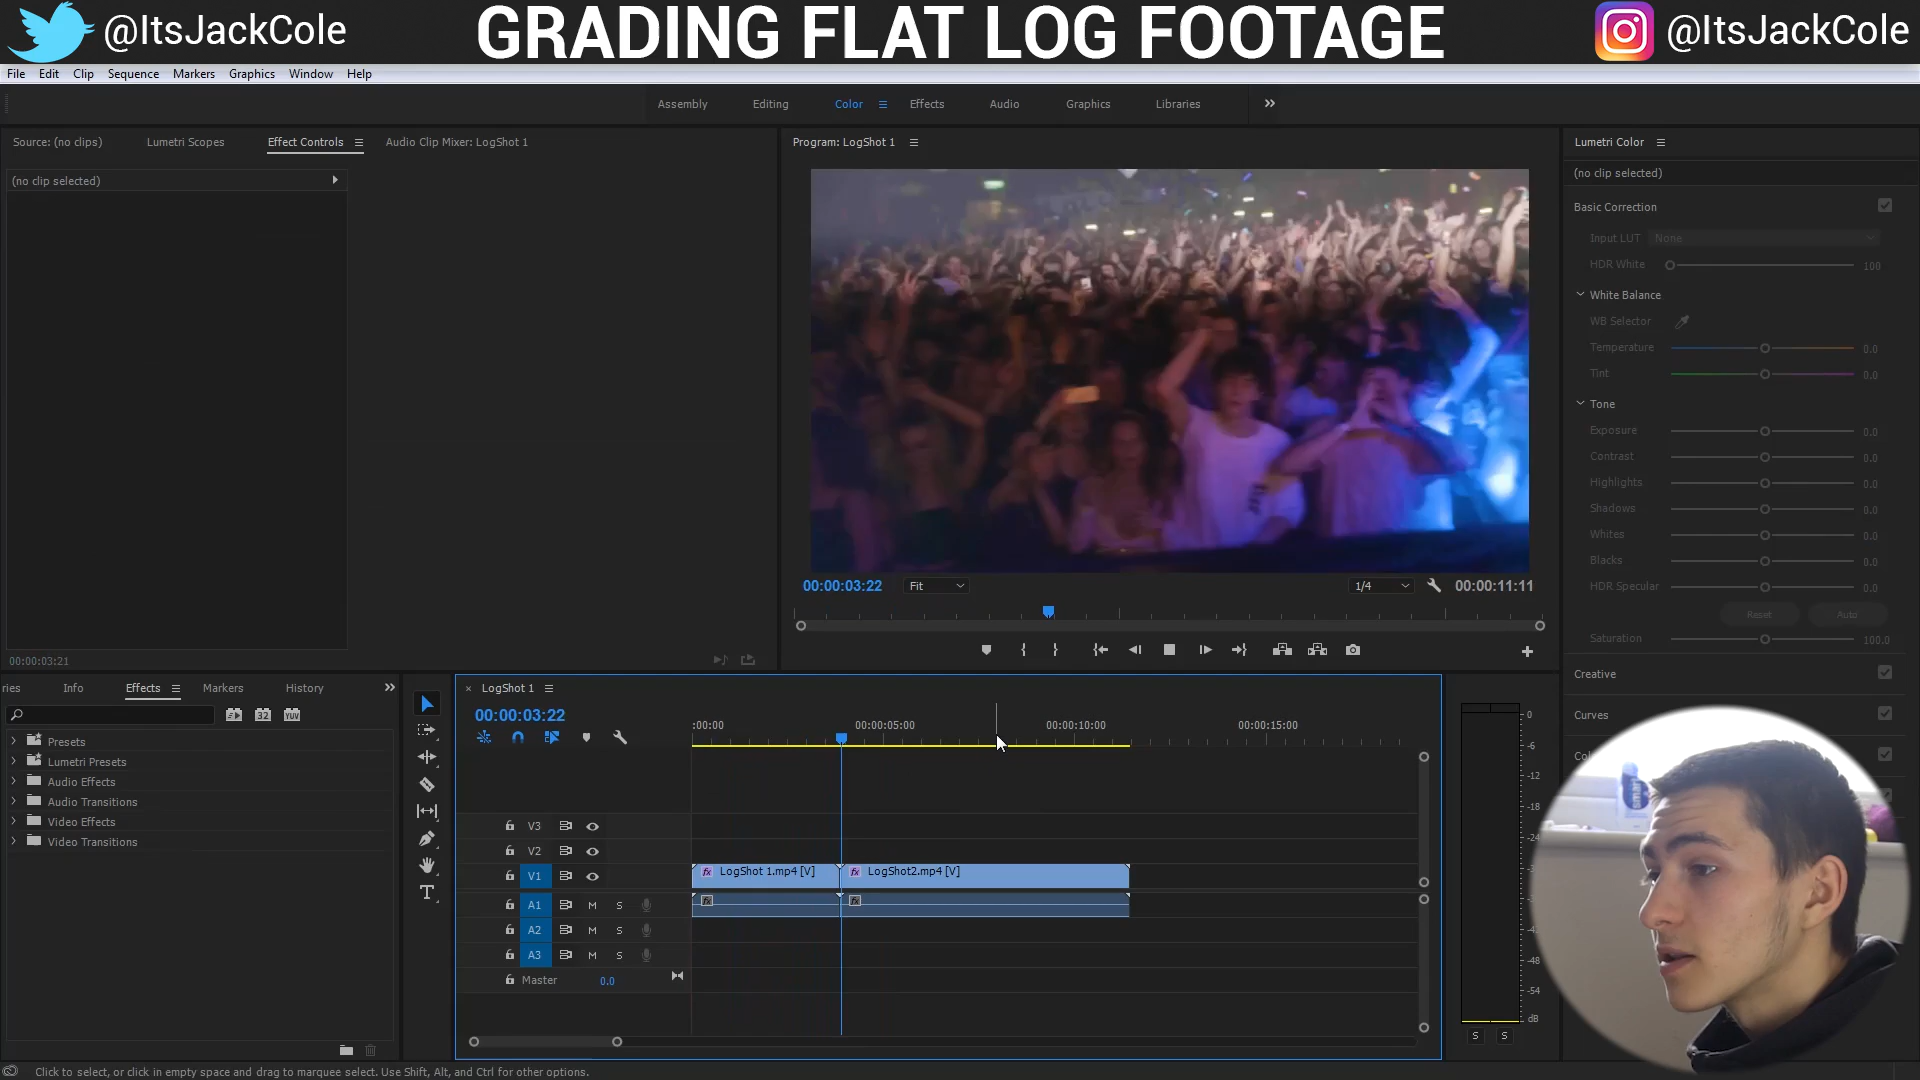 @ItsJackCole
GRADING FLAT LOG FOOTAGE
@ItsJackCole
File Edit Clip Sequence Markers Graphics Window Help
Assembly Editing Color Effects Audio Graphics Libraries
Source: (no clips) Lumetri Scopes Effect Controls Audio Clip Mixer: LogShot 1
(no clip selected)
00:00:03:21
Program: LogShot 1
00:00:03:22 Fit 1/4 00:00:11:11
Lumetri Color
(no clip selected)
Basic Correction
Input LUT None
HDR White 100
White Balance
WB Selector
Temperature 0.0
Tint 0.0
Tone
Exposure 0.0
Contrast 0.0
Highlights 0.0
Shadows 0.0
Whites 0.0
Blacks 0.0
HDR Specular 0.0
Reset Auto
Saturation 100.0
Creative
Curves
ries Info Effects Markers History
32 YUV
Presets
Lumetri Presets
Audio Effects
Audio Transitions
Video Effects
Video Transitions
LogShot 1
00:00:03:22
:00:00 00:00:05:00 00:00:10:00 00:00:15:00
V3
V2
V1 fx LogShot 1.mp4 [V] fx LogShot2.mp4 [V]
A1 M S fx fx
A2 M S
A3 M S
Master 0.0
0
-6
-12
-18
-24
-48
-54
dB
S S
Click to select, or click in empty space and drag to marquee select. Use Shift, Alt, and Ctrl for other options.